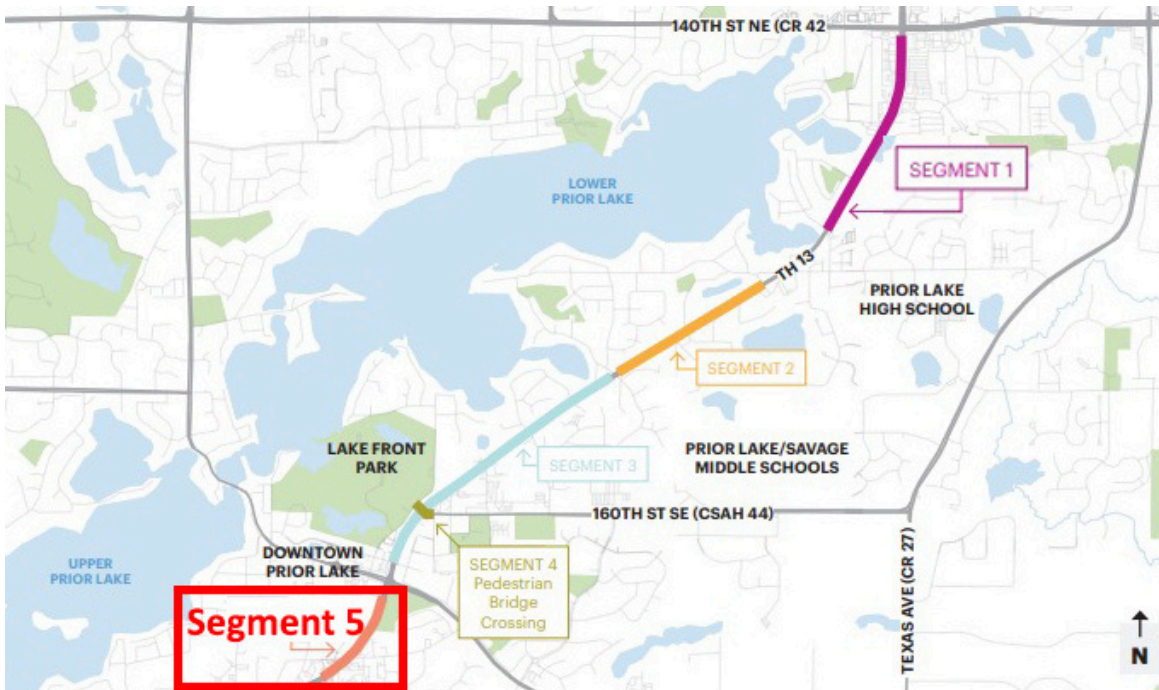 140TH ST NE (CR 42
SEGMENT 1
LOWER
PRIOR LAKE
TH 13
PRIOR LAKE
HIGH SCHOOL
SEGMENT 2
LAKE FRONT
PARK
PRIOR LAKE/SAVAGE
MIDDLE SCHOOLS
SEGMENT 3
160TH ST SE (CSAH 44)
DOWNTOWN
PRIOR LAKE
SEGMENT 4
Pedestrian
Bridge
Crossing
UPPER
PRIOR LAKE
TEXAS AVE (CR 27)
Segment 5
N